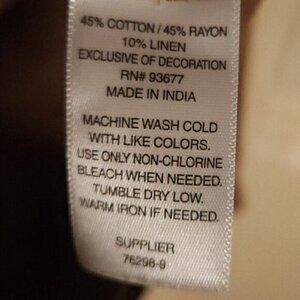 45% COTTON / 45% RAYON
10% LINEN
EXCLUSIVE OF DECORATION
RN# 93677
MADE IN INDIA
MACHINE WASH COLD
WITH LIKE COLORS.
USE ONLY NON-CHLORINE
BLEACH WHEN NEEDED.
TUMBLE DRY LOW.
WARM IRON IF NEEDED.
SUPPLIER
76298-9